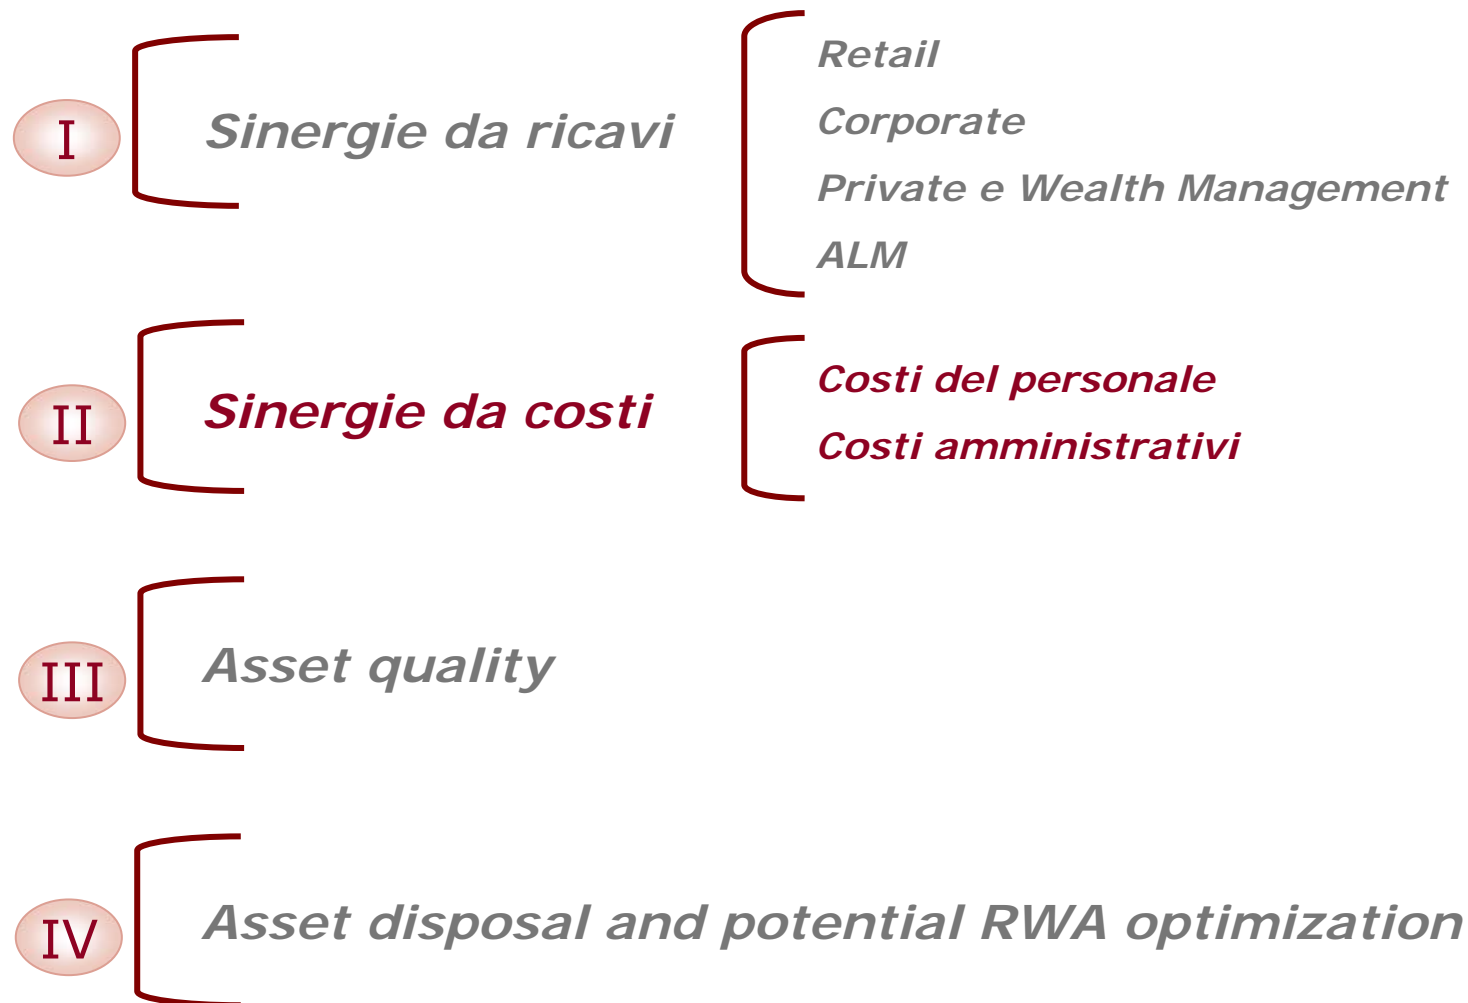 I
Sinergie da ricavi
Retail
Corporate
Private e Wealth Management
ALM
II
Sinergie da costi
Costi del personale
Costi amministrativi
III
Asset quality
IV
Asset disposal and potential RWA optimization